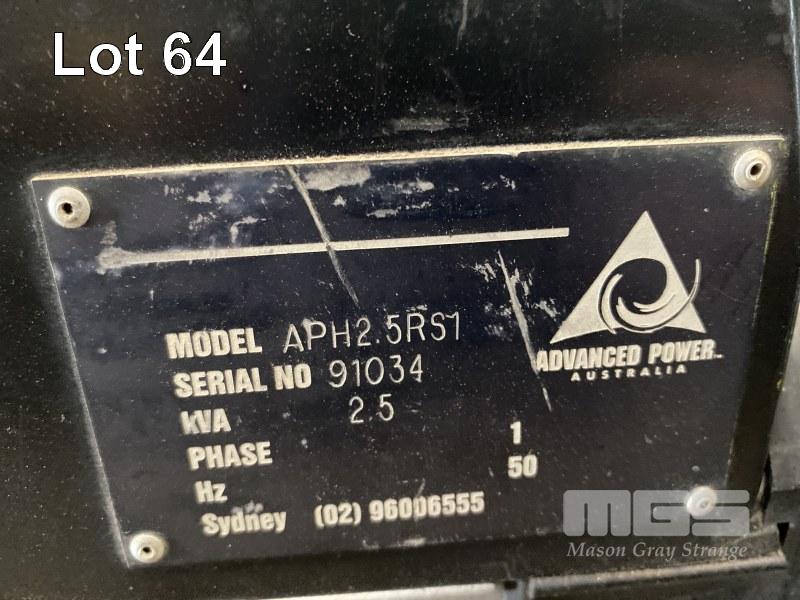 Lot 64
MODEL APH2.5RS1
SERIAL NO 91034
kVA 2.5
PHASE 1
Hz 50
Sydney (02) 96006555
ADVANCED POWER™
AUSTRALIA
MGS
Mason Gray Strange